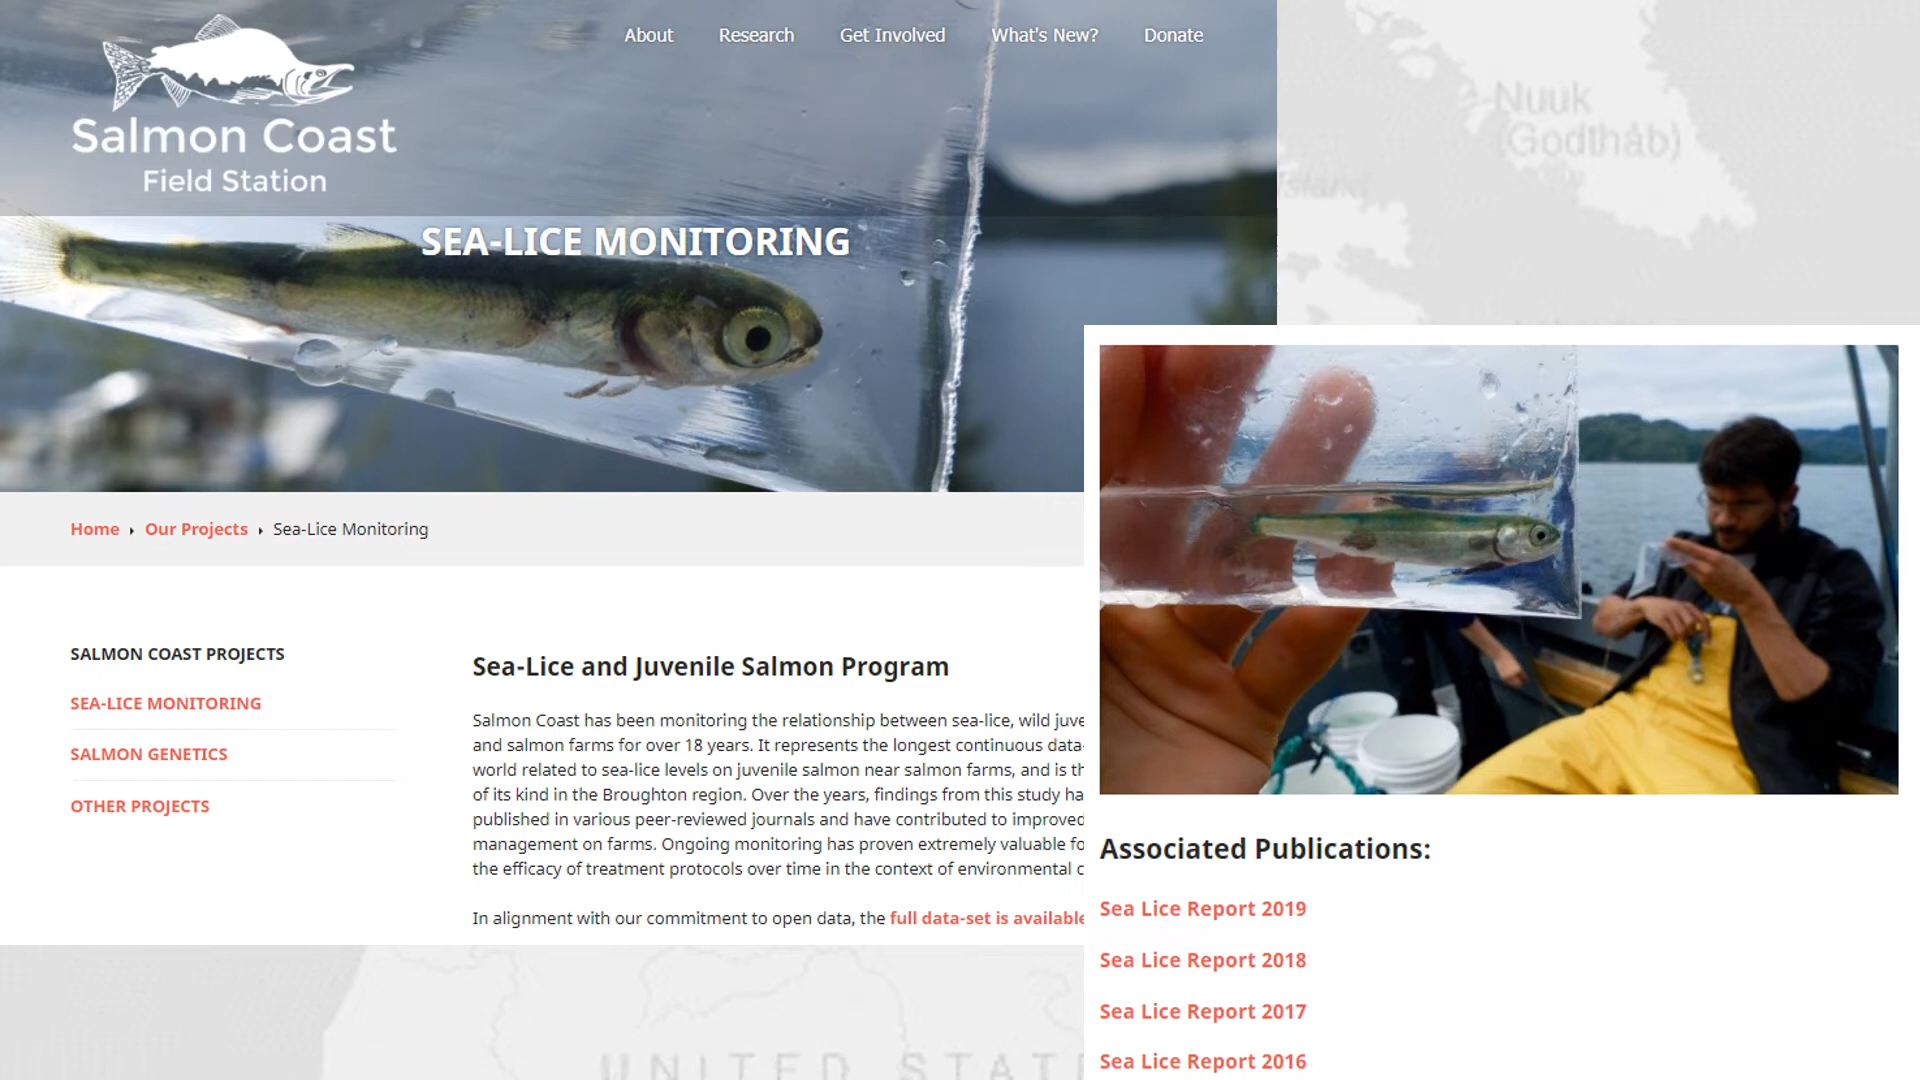 About
Research
Get Involved
What's New?
Donate
Salmon Coast
Field Station
SEA-LICE MONITORING
Nuuk
(Godthåb)
Home
Our Projects
Sea-Lice Monitoring
SALMON COAST PROJECTS
SEA-LICE MONITORING
SALMON GENETICS
OTHER PROJECTS
Sea-Lice and Juvenile Salmon Program
Salmon Coast has been monitoring the relationship between sea-lice, wild juve
and salmon farms for over 18 years. It represents the longest continuous data-
world related to sea-lice levels on juvenile salmon near salmon farms, and is th
of its kind in the Broughton region. Over the years, findings from this study ha
published in various peer-reviewed journals and have contributed to improved
management on farms. Ongoing monitoring has proven extremely valuable fo
the efficacy of treatment protocols over time in the context of environmental c
In alignment with our commitment to open data, the full data-set is available
Associated Publications:
Sea Lice Report 2019
Sea Lice Report 2018
Sea Lice Report 2017
Sea Lice Report 2016
UNITED STAT